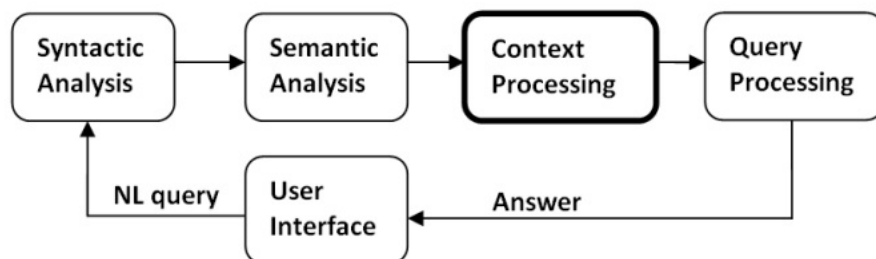 Syntactic
Analysis
Semantic
Analysis
Context
Processing
Query
Processing
NL query
User
Interface
Answer